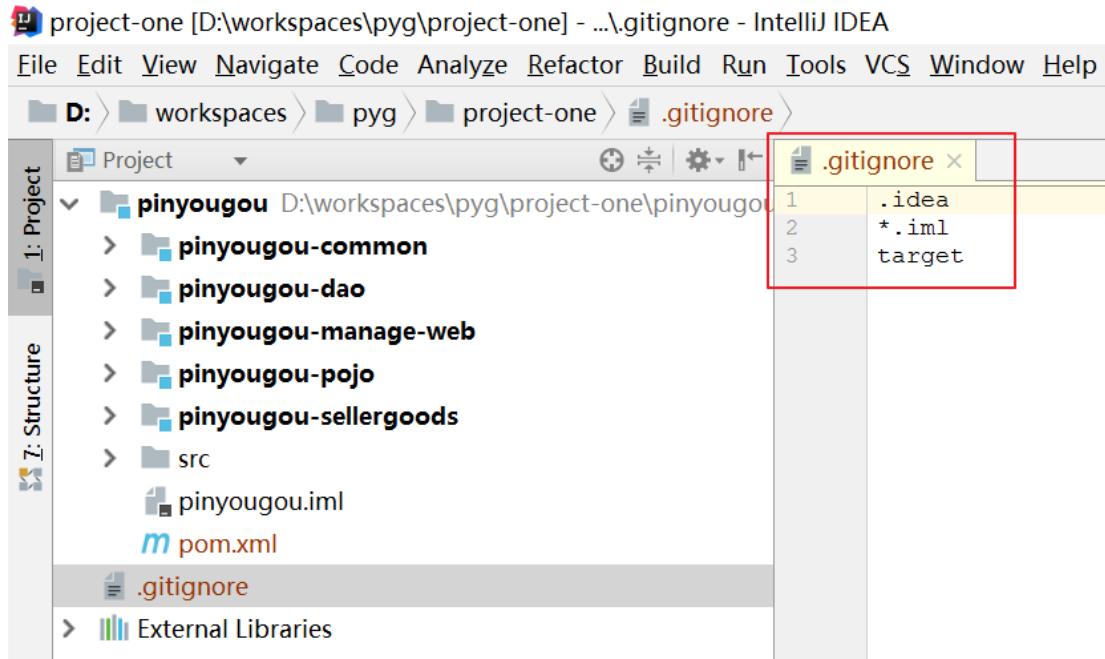 project-one [D:\workspaces\pyg\project-one] - ...\.gitignore - IntelliJ IDEA
File Edit View Navigate Code Analyze Refactor Build Run Tools VCS Window Help
D: workspaces pyg project-one .gitignore
1: Project
7: Structure
Project
pinyougou D:\workspaces\pyg\project-one\pinyougou
pinyougou-common
pinyougou-dao
pinyougou-manage-web
pinyougou-pojo
pinyougou-sellergoods
src
pinyougou.iml
m pom.xml
.gitignore
External Libraries
.gitignore
1 .idea
2 *.iml
3 target